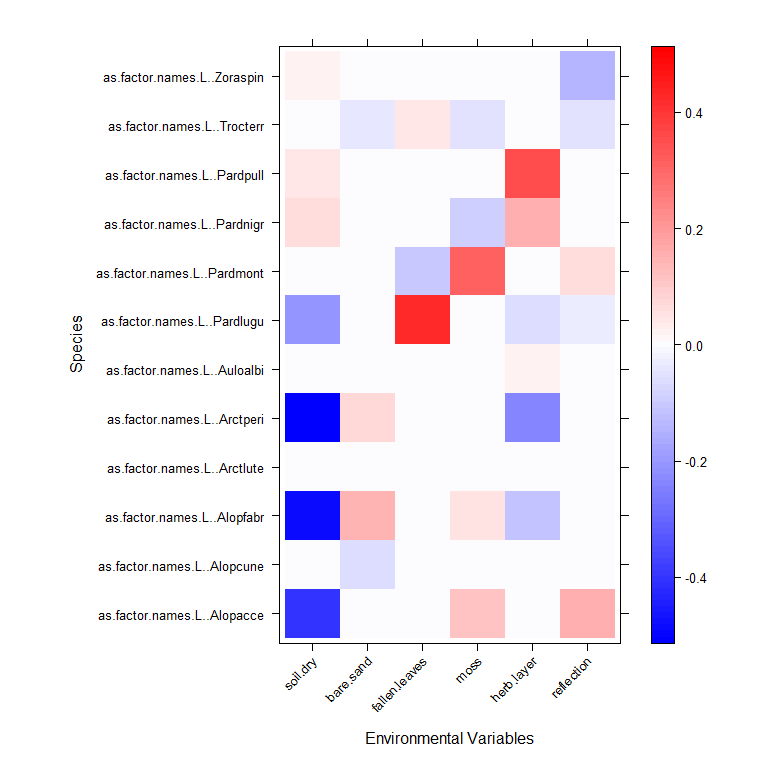 as.factor.names.L..Zoraspin
as.factor.names.L..Trocterr
as.factor.names.L..Pardpull
as.factor.names.L..Pardnigr
as.factor.names.L..Pardmont
as.factor.names.L..Pardlugu
as.factor.names.L..Auloalbi
as.factor.names.L..Arctperi
as.factor.names.L..Arctlute
as.factor.names.L..Alopfabr
as.factor.names.L..Alopcune
as.factor.names.L..Alopacce
Species
soil.dry
bare.sand
fallen.leaves
moss
herb.layer
reflection
Environmental Variables
0.4
0.2
0.0
-0.2
-0.4